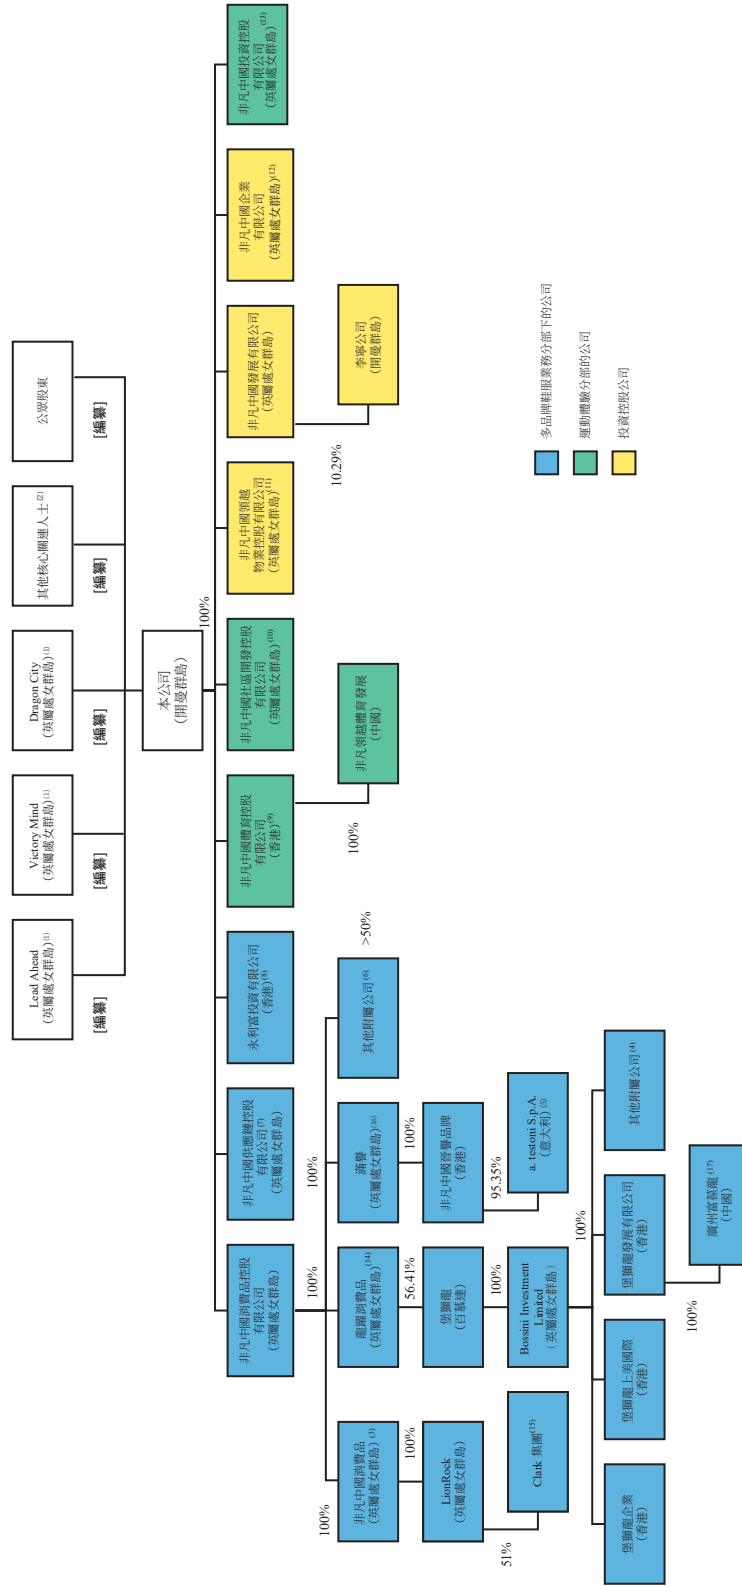 Lead Ahead
(英屬處女群島)(1)
Victory Mind
(英屬處女群島)(1)
Dragon City
(英屬處女群島)(1)
其他核心關連人士(2)
公眾股東
[編纂]
[編纂]
[編纂]
[編纂]
[編纂]
本公司
(開曼群島)
100%
非凡中國消費品控股
有限公司
(英屬處女群島)
非凡中國供應鏈控股
有限公司(7)
(英屬處女群島)
永利富投資有限公司
(香港)(8)
非凡中國體育控股
有限公司
(香港)(9)
非凡中國社區開發控股
有限公司
(英屬處女群島)(10)
非凡中國領越
物業控股有限公司
(英屬處女群島)(11)
非凡中國發展有限公司
(英屬處女群島)
非凡中國企業
有限公司
(英屬處女群島)(12)
非凡中國投資控股
有限公司
(英屬處女群島)(13)
100%
100%
100%
>50%
100%
10.29%
非凡中國消費品
(英屬處女群島)(3)
龍躍消費品
(英屬處女群島)(14)
滿譽
(英屬處女群島)(16)
其他附屬公司(6)
非凡領越體育發展
(中國)
李寧公司
(開曼群島)
100%
56.41%
100%
LionRock
(英屬處女群島)
堡獅龍
(百慕達)
非凡中國晉譽品牌
(香港)
51%
100%
95.35%
Clark 集團(15)
Bossini Investment
Limited
(英屬處女群島)
a. testoni S.p.A.
(意大利)(5)
100%
堡獅龍企業
(香港)
堡獅龍上美國際
(香港)
堡獅龍發展有限公司
(香港)
其他附屬公司(4)
100%
廣州富葆龍(17)
(中國)
多品牌鞋服業務分部下的公司
運動體驗分部的公司
投資控股公司